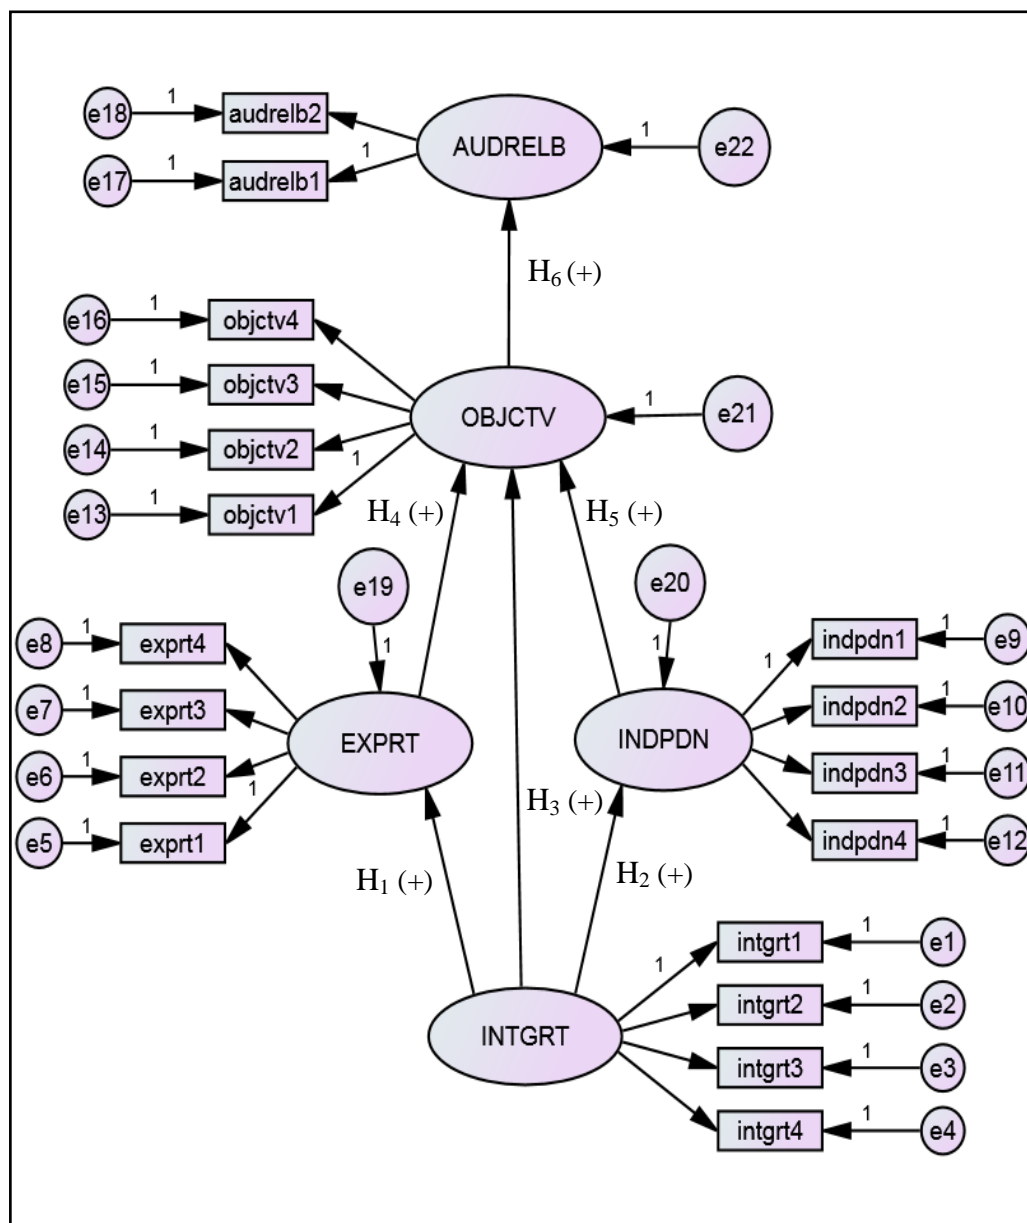 e18 1 audrelb2
AUDRELB 1 e22
e17 1 audrelb1 1
H6 (+)
e16 1 objctv4
e15 1 objctv3
OBJCTV 1 e21
e14 1 objctv2
1
e13 1 objctv1
H4 (+) H5 (+)
e19 e20
1 1
e8 1 exprt4
indpdn1 1 e9
1
e7 1 exprt3
indpdn2 1 e10
EXPRT INDPDN
e6 1 exprt2
indpdn3 1 e11
1
H3 (+)
e5 1 exprt1
indpdn4 1 e12
H1 (+) H2 (+)
intgrt1 1 e1
1
intgrt2 1 e2
INTGRT
intgrt3 1 e3
intgrt4 1 e4